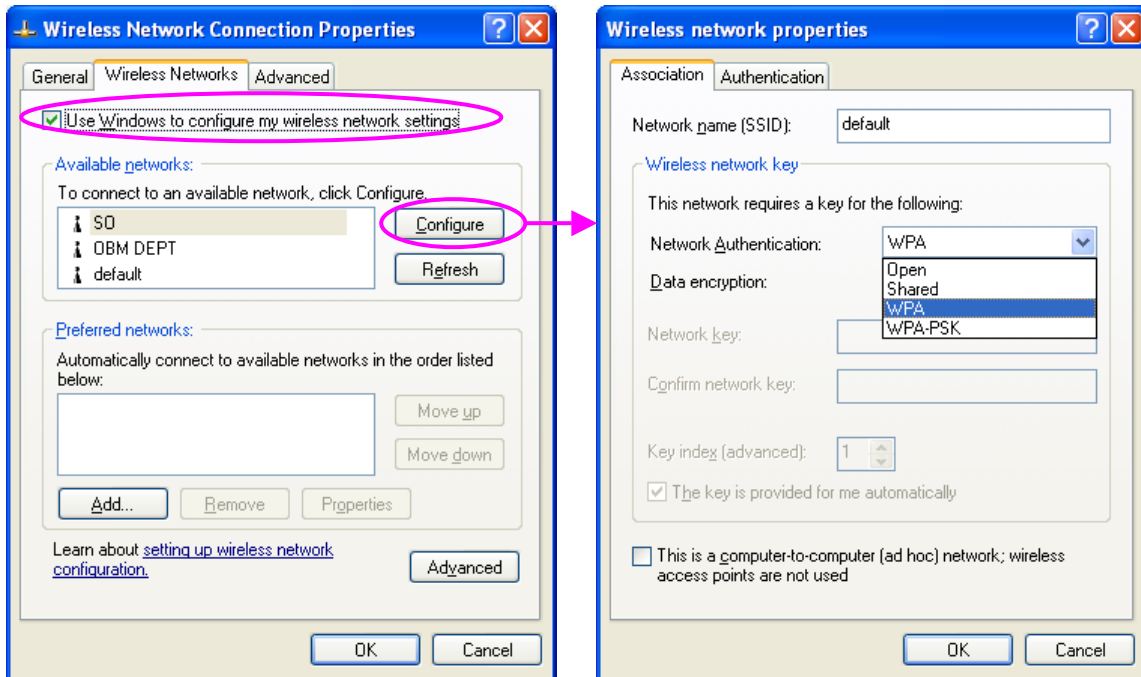 Wireless Network Connection Properties
General Wireless Networks Advanced
Use Windows to configure my wireless network settings
Available networks:
To connect to an available network, click Configure.
SO
OBM DEPT
default
Configure
Refresh
Preferred networks:
Automatically connect to available networks in the order listed
below:
Move up
Move down
Add... Remove Properties
Learn about setting up wireless network
configuration.
Advanced
OK Cancel
Wireless network properties
Association Authentication
Network name (SSID): default
Wireless network key
This network requires a key for the following:
Network Authentication: WPA
Open
Shared
WPA
WPA-PSK
Data encryption:
Network key:
Confirm network key:
Key index (advanced): 1
The key is provided for me automatically
This is a computer-to-computer (ad hoc) network; wireless
access points are not used
OK Cancel